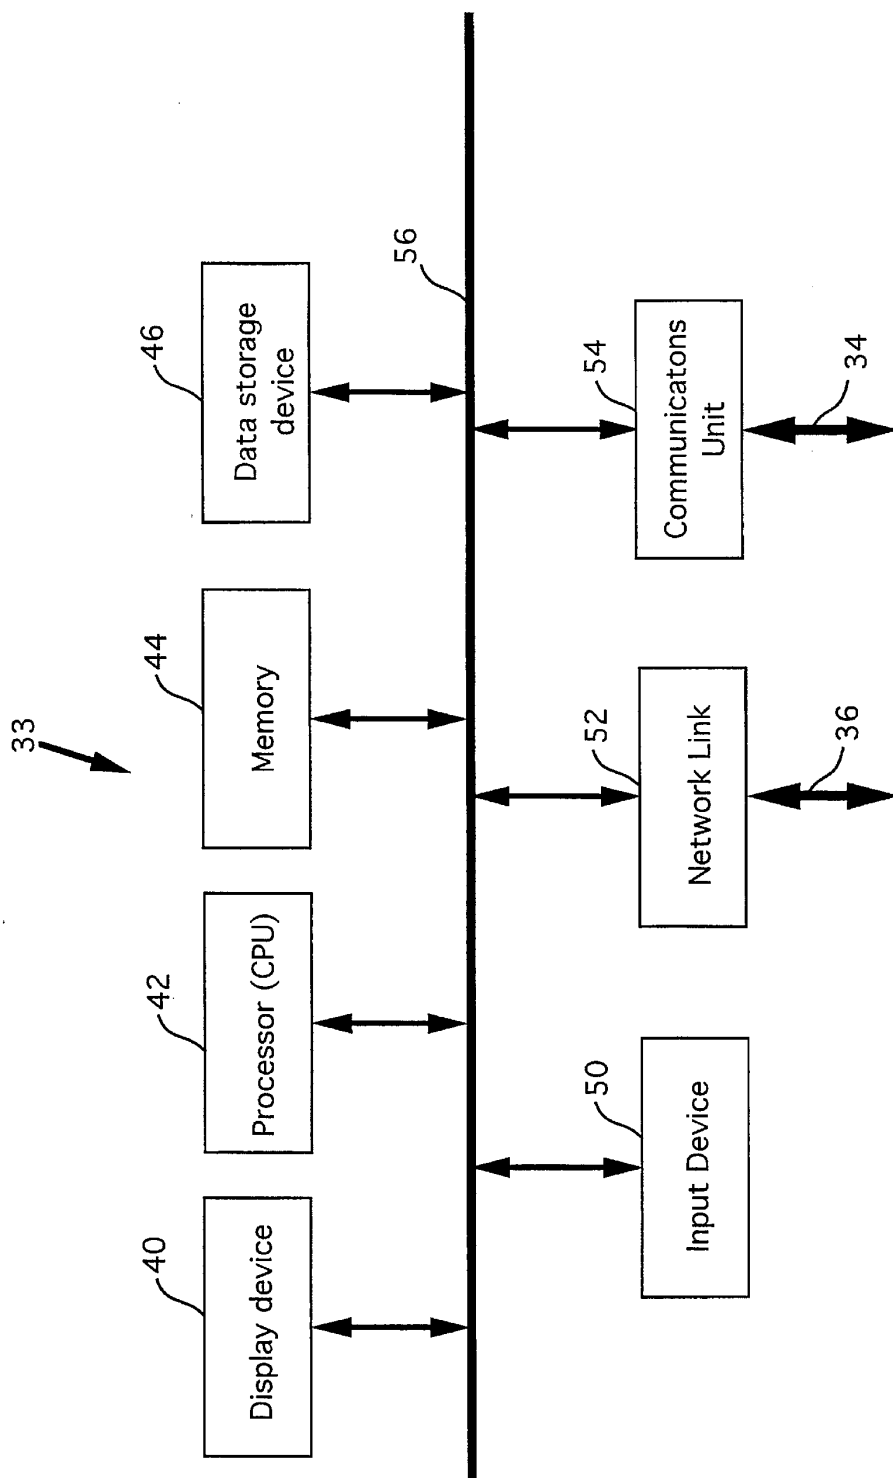 33
40
Display device
42
Processor (CPU)
44
Memory
46
Data storage
device
56
50
Input Device
52
Network Link
36
54
Communicatons
Unit
34